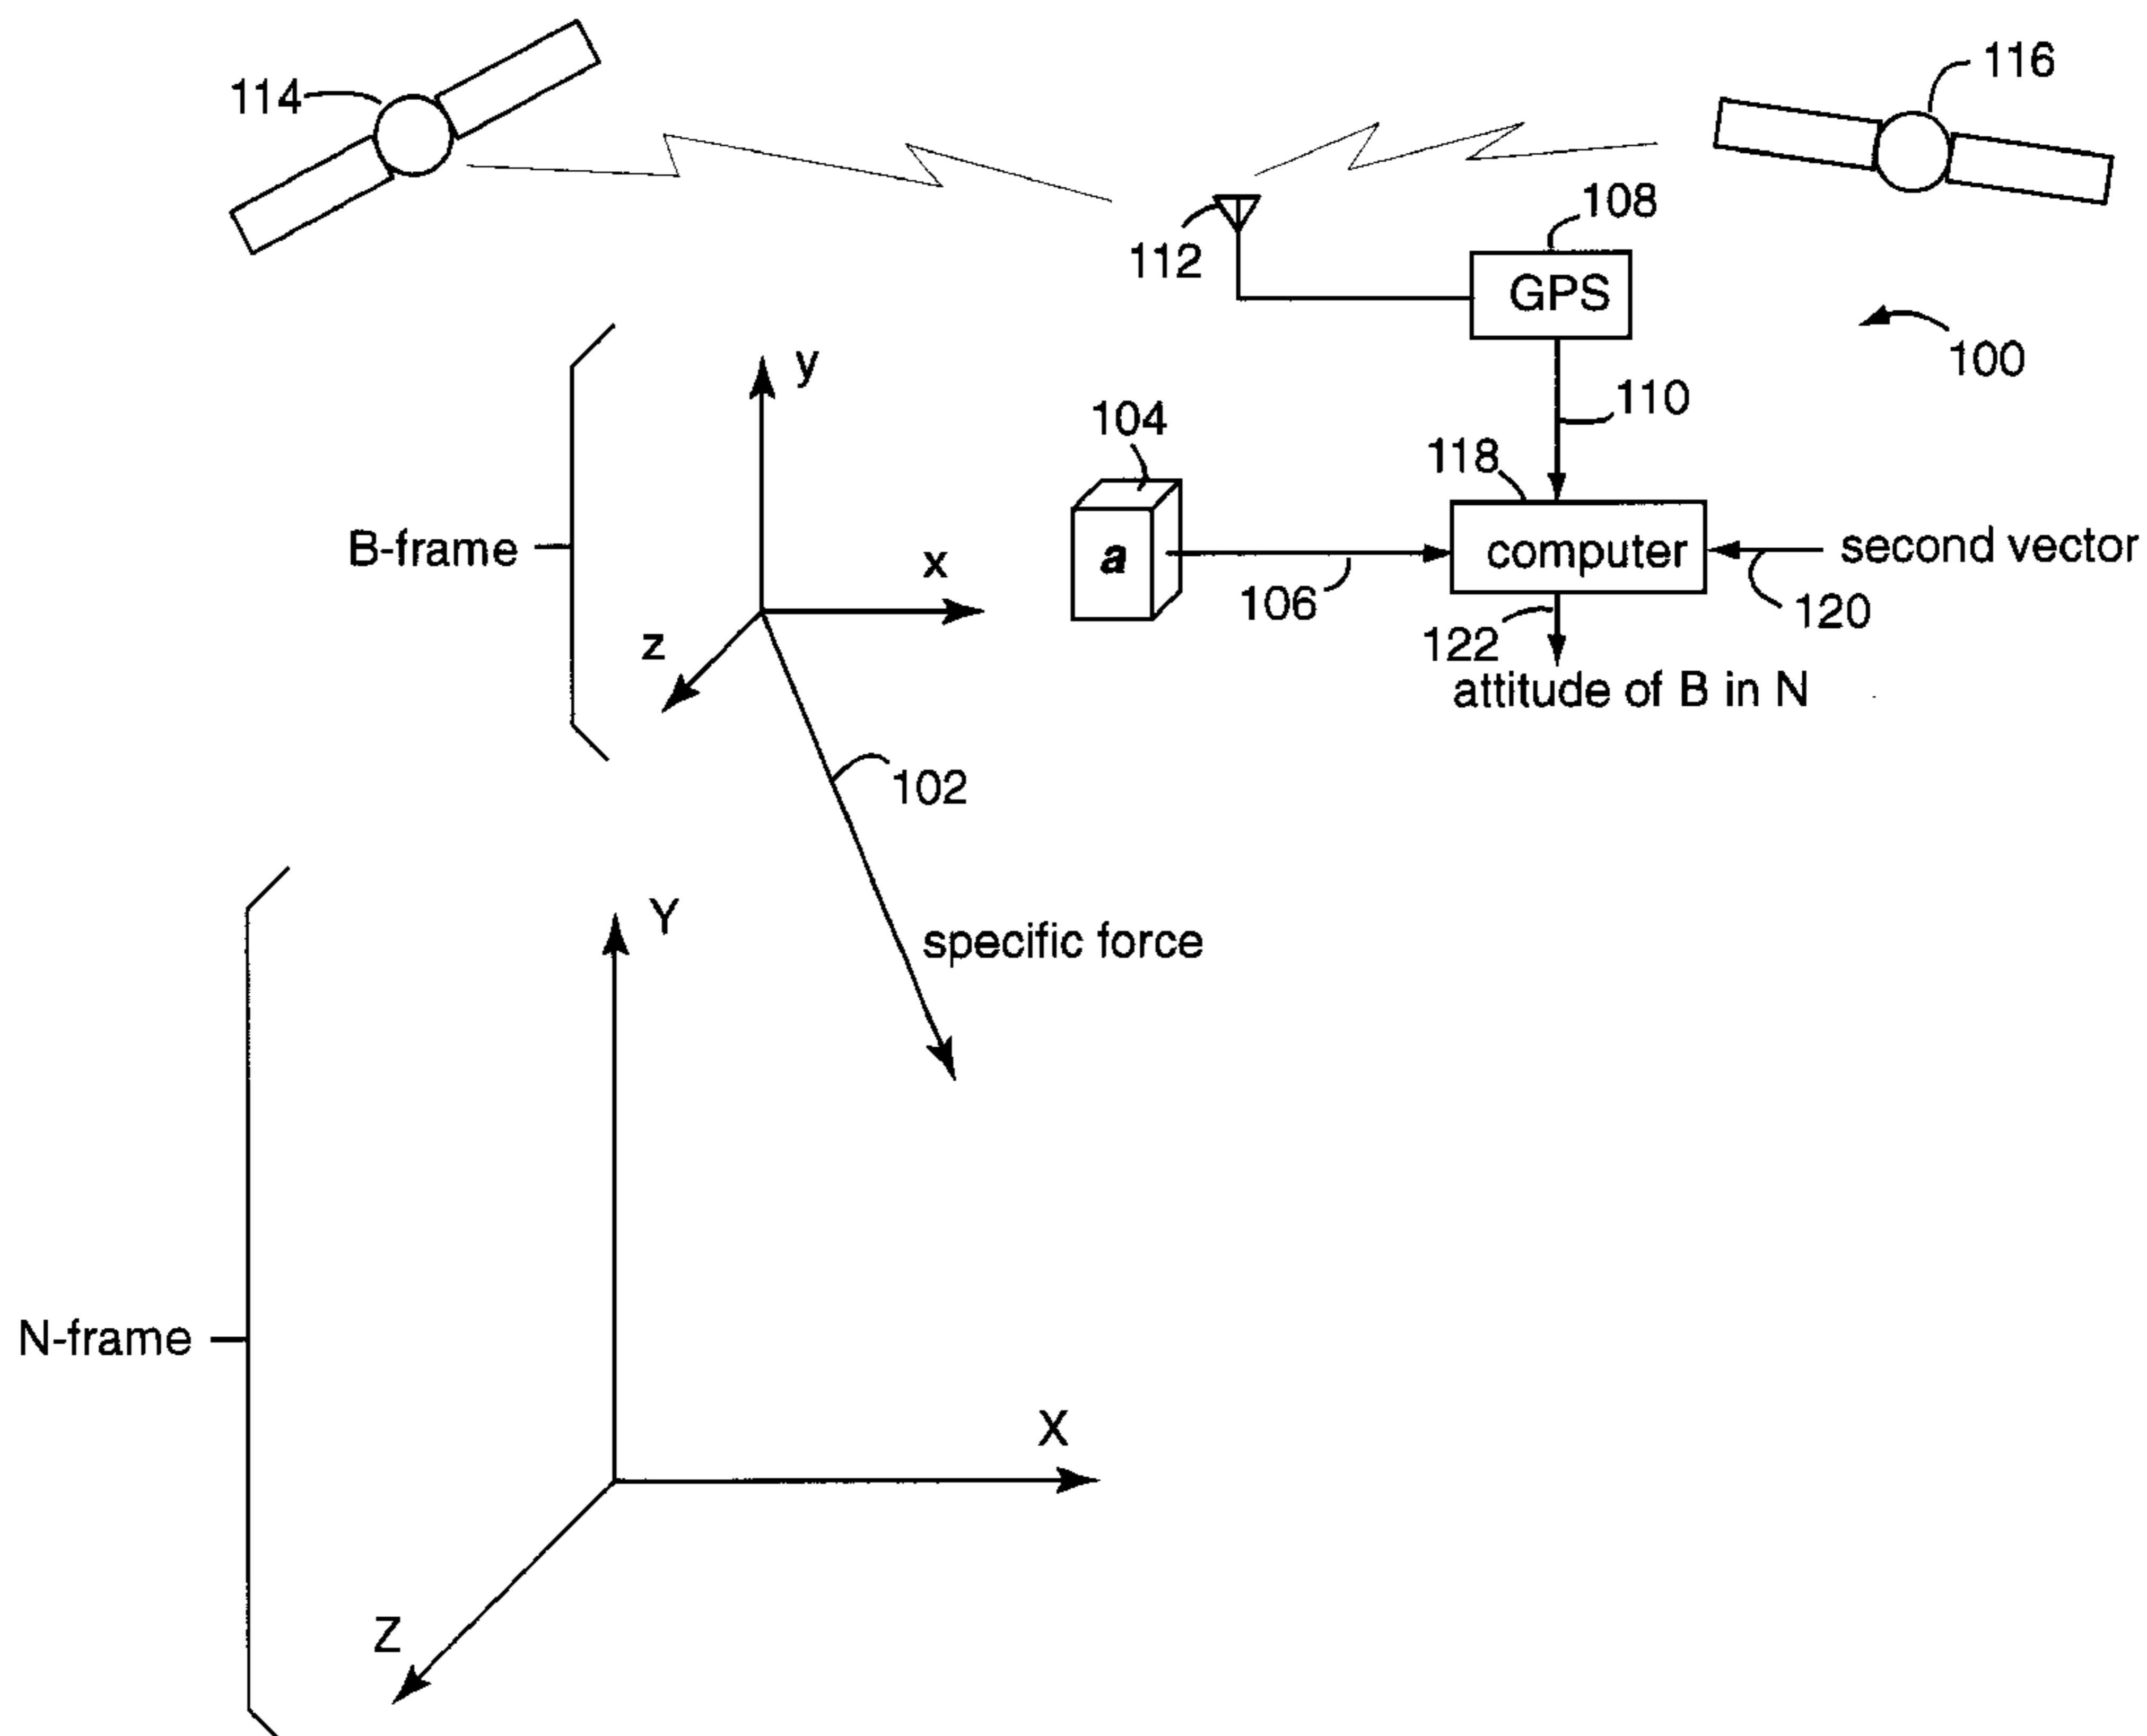 114
116
108
112
GPS
100
y
110
104
118
B-frame
x
a
computer
second vector
106
120
z
122
attitude of B in N
102
Y
specific force
N-frame
X
Z